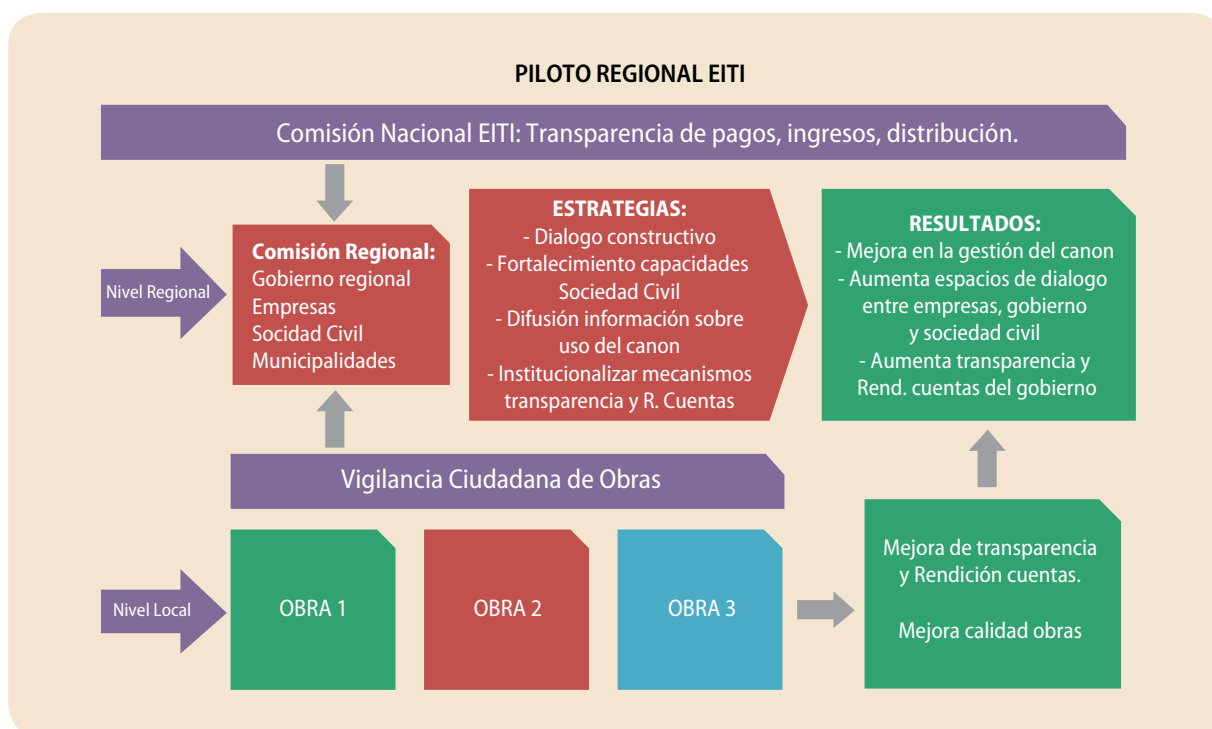 PILOTO REGIONAL EITI
Comisión Nacional EITI: Transparencia de pagos, ingresos, distribución.
Nivel Regional
Comisión Regional:
Gobierno regional
Empresas
Socidad Civil
Municipalidades
ESTRATEGIAS:
- Dialogo constructivo
- Fortalecimiento capacidades
Sociedad Civil
- Difusión información sobre
uso del canon
- Institucionalizar mecanismos
transparencia y R. Cuentas
RESULTADOS:
- Mejora en la gestión del canon
- Aumenta espacios de dialogo
entre empresas, gobierno
y sociedad civil
- Aumenta transparencia y
Rend. cuentas del gobierno
Vigilancia Ciudadana de Obras
Nivel Local
OBRA 1
OBRA 2
OBRA 3
Mejora de transparencia
y Rendición cuentas.
Mejora calidad obras